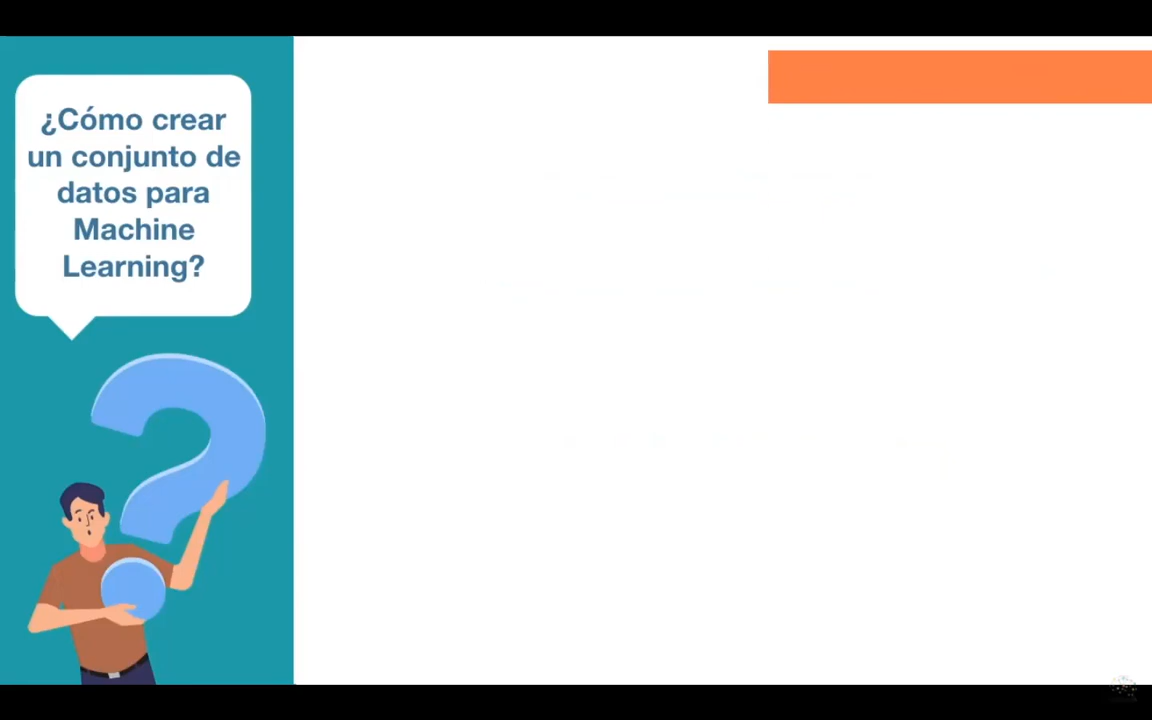 ¿Cómo crear
un conjunto de
datos para
Machine
Learning?